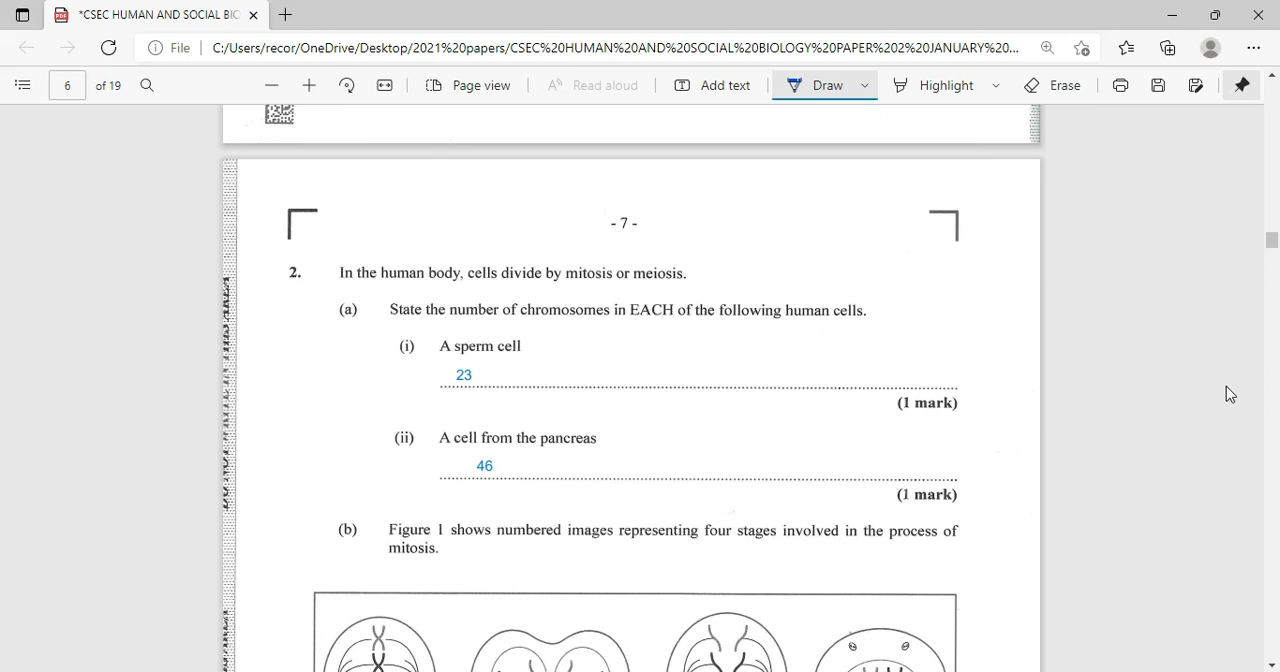 *CSEC HUMAN AND SOCIAL BIO
File
C:/Users/recor/OneDrive/Desktop/2021%20papers/CSEC%20HUMAN%20AND%20SOCIAL%20BIOLOGY%20PAPER%202%20JANUARY%20...
6 of 19
Page view
Read aloud
Add text
Draw
Highlight
Erase
- 7 -
2. In the human body, cells divide by mitosis or meiosis.
(a) State the number of chromosomes in EACH of the following human cells.
(i) A sperm cell
23
(1 mark)
(ii) A cell from the pancreas
46
(1 mark)
(b) Figure 1 shows numbered images representing four stages involved in the process of
mitosis.